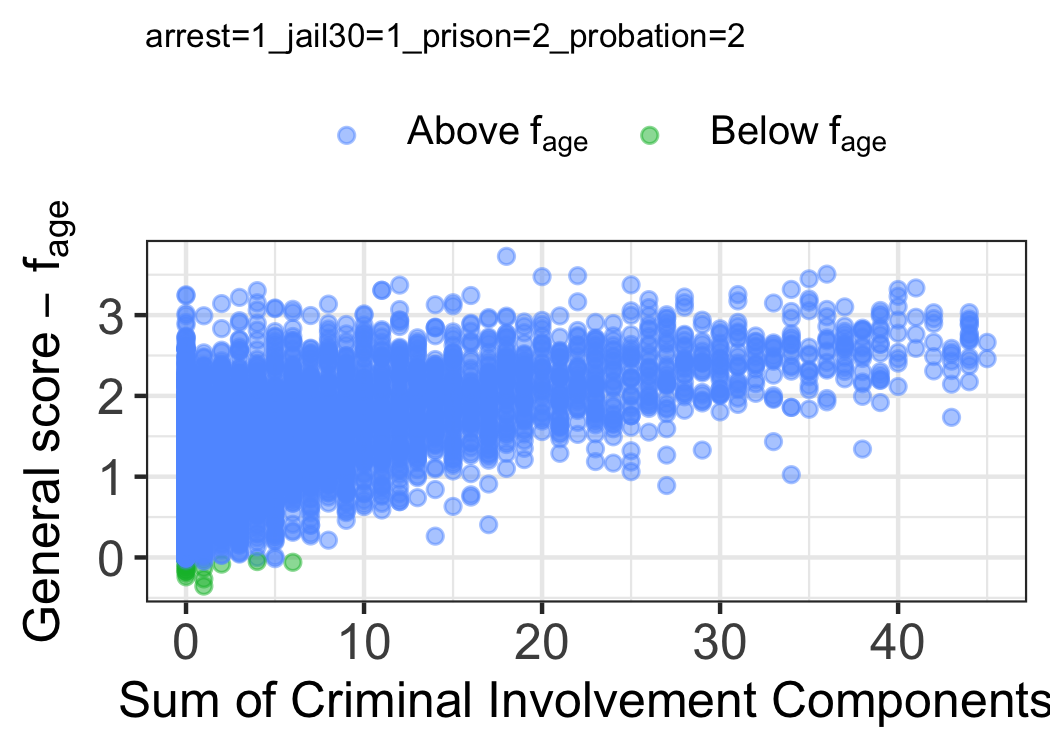 arrest=1_jail30=1_prison=2_probation=2
Above fage Below fage
General score − fage
3
2
1
0
0 10 20 30 40
Sum of Criminal Involvement Components